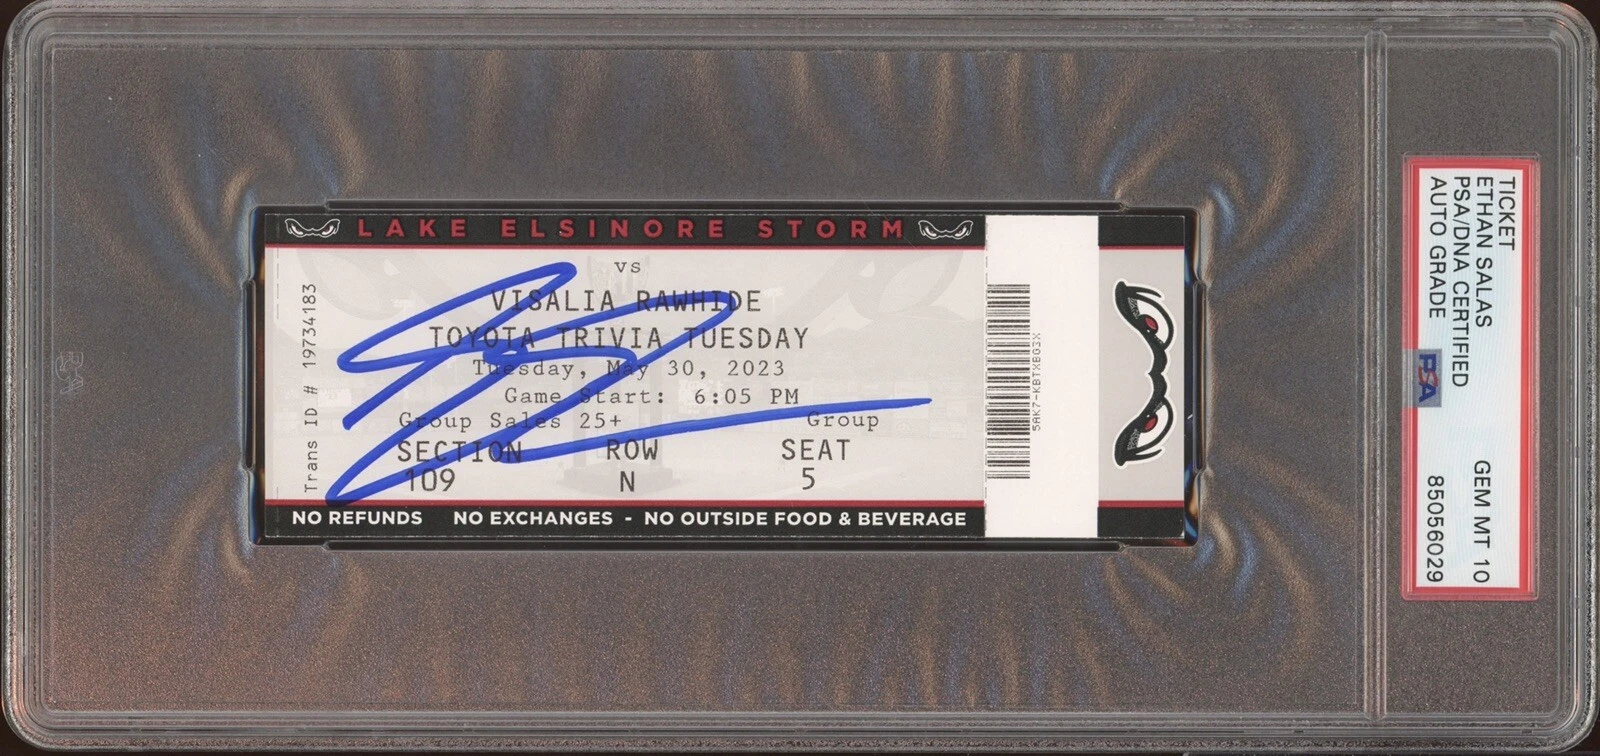 LAKE ELSINORE STORM
vs
VISALIA RAWHIDE
TOYOTA TRIVIA TUESDAY
Tuesday, May 30, 2023
Game Start: 6:05 PM
Group Sales 25+ Group
SECTION ROW SEAT
109 N 5
NO REFUNDS NO EXCHANGES - NO OUTSIDE FOOD & BEVERAGE
Trans ID # 19734183
5AK7-KBTXBG3X
TICKET
ETHAN SALAS
PSA/DNA CERTIFIED GEM MT 10
AUTO GRADE 85056029
PSA